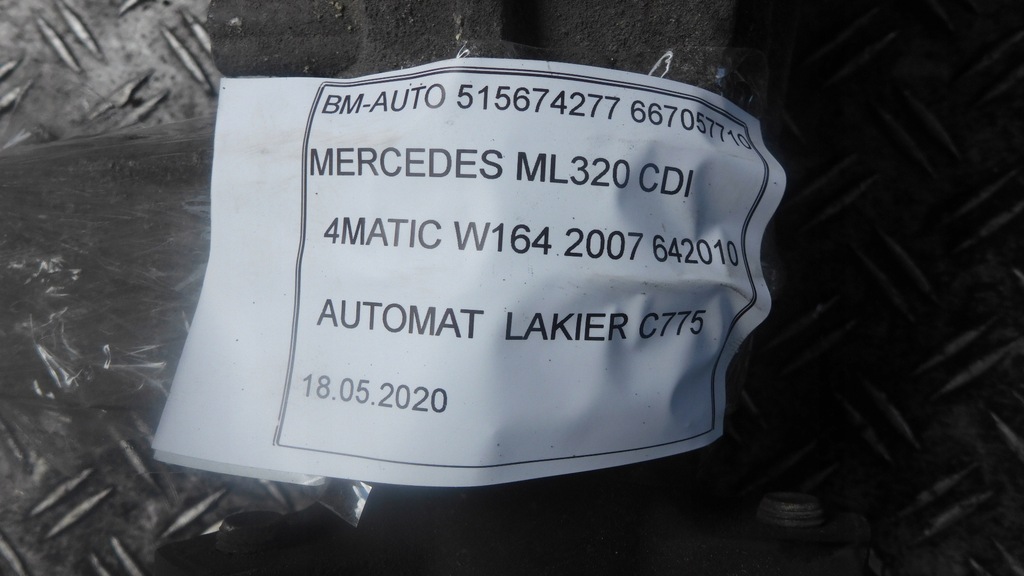 BM-AUTO 515674277 667057710
MERCEDES ML320 CDI
4MATIC W164 2007 642010
AUTOMAT LAKIER C775
18.05.2020